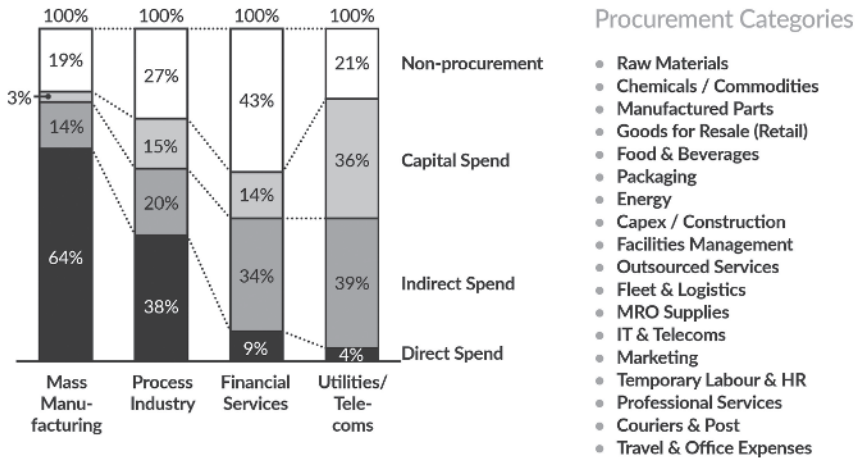 100% 100% 100% 100%
19% 27% 43% 21% Non-procurement
3% 15% 14% 36% Capital Spend
14% 20% 34% 39% Indirect Spend
64% 38% 9% 4% Direct Spend
Mass Process Financial Utilities/
Manu- Industry Services Tele-
facturing coms
Procurement Categories
• Raw Materials
• Chemicals / Commodities
• Manufactured Parts
• Goods for Resale (Retail)
• Food & Beverages
• Packaging
• Energy
• Capex / Construction
• Facilities Management
• Outsourced Services
• Fleet & Logistics
• MRO Supplies
• IT & Telecoms
• Marketing
• Temporary Labour & HR
• Professional Services
• Couriers & Post
• Travel & Office Expenses